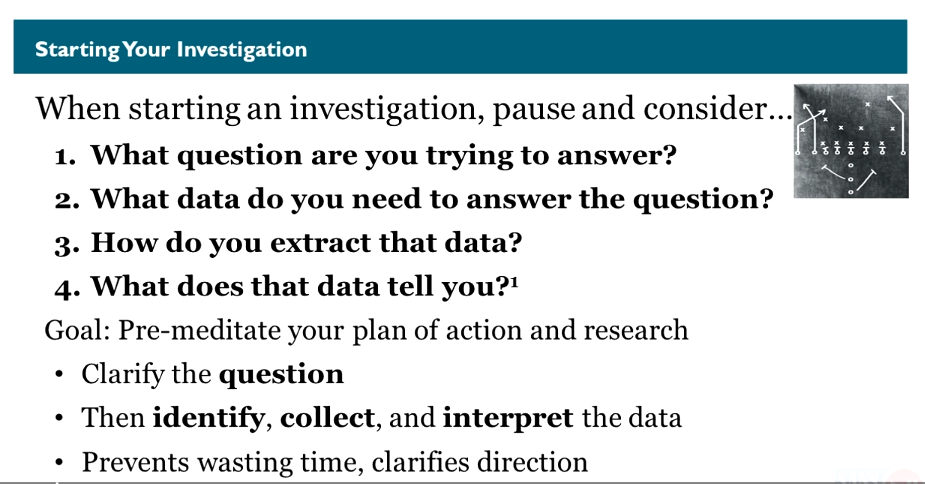 Starting Your Investigation
When starting an investigation, pause and consider...
1. What question are you trying to answer?
2. What data do you need to answer the question?
3. How do you extract that data?
4. What does that data tell you?¹
Goal: Pre-meditate your plan of action and research
• Clarify the question
• Then identify, collect, and interpret the data
• Prevents wasting time, clarifies direction